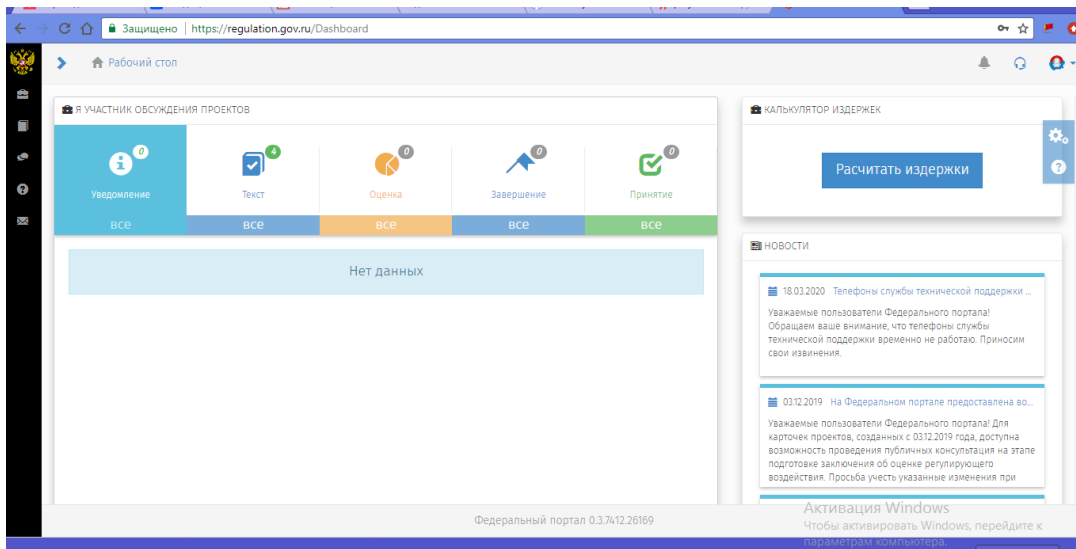 Защищено | https://regulation.gov.ru/Dashboard
Рабочий стол
Я УЧАСТНИК ОБСУЖДЕНИЯ ПРОЕКТОВ
0
4
0
0
0
Уведомление
Текст
Оценка
Завершение
Принятие
все
все
все
все
все
Нет данных
КАЛЬКУЛЯТОР ИЗДЕРЖЕК
Расчитать издержки
НОВОСТИ
18.03.2020 Телефоны службы технической поддержки ...
Уважаемые пользователи Федерального портала!
Обращаем ваше внимание, что телефоны службы
технической поддержки временно не работаю. Приносим
свои извинения.
03.12.2019 На Федеральном портале предоставлена во...
Уважаемые пользователи Федерального портала! Для
карточек проектов, созданных с 03.12.2019 года, доступна
возможность проведения публичных консультация на этапе
подготовке заключения об оценке регулирующего
воздействия. Просьба учесть указанные изменения при
Федеральный портал 0.3.7412.26169
Активация Windows
Чтобы активировать Windows, перейдите к
параметрам компьютера.